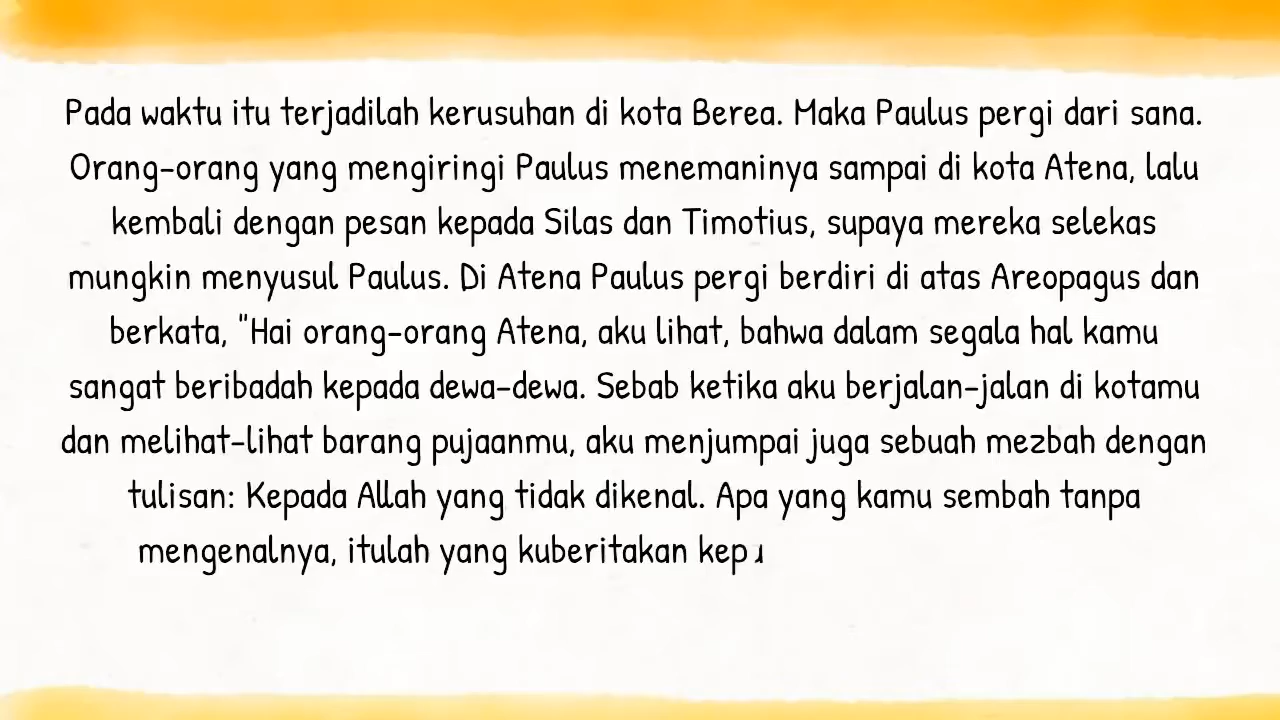 Pada waktu itu terjadilah kerusuhan di kota Berea. Maka Paulus pergi dari sana.
Orang-orang yang mengiringi Paulus menemaninya sampai di kota Atena, lalu
kembali dengan pesan kepada Silas dan Timotius, supaya mereka selekas
mungkin menyusul Paulus. Di Atena Paulus pergi berdiri di atas Areopagus dan
berkata, "Hai orang-orang Atena, aku lihat, bahwa dalam segala hal kamu
sangat beribadah kepada dewa-dewa. Sebab ketika aku berjalan-jalan di kotamu
dan melihat-lihat barang pujaanmu, aku menjumpai juga sebuah mezbah dengan
tulisan: Kepada Allah yang tidak dikenal. Apa yang kamu sembah tanpa
mengenalnya, itulah yang kuberitakan kep